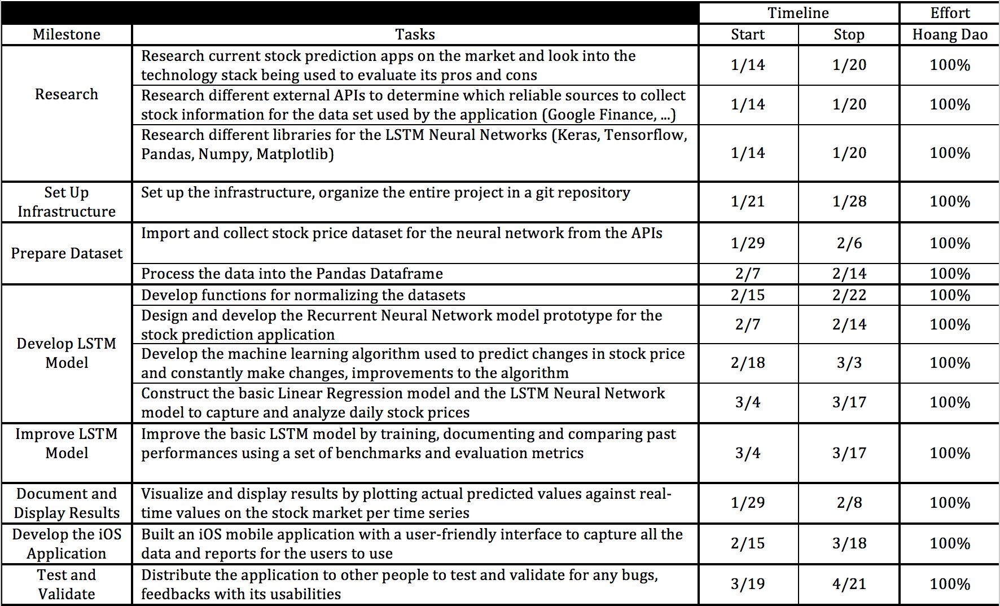 Timeline Effort
Milestone Tasks Start Stop Hoang Dao
Research
Research current stock prediction apps on the market and look into the
technology stack being used to evaluate its pros and cons
1/14 1/20 100%
Research different external APIs to determine which reliable sources to collect
stock information for the data set used by the application (Google Finance, ...)
1/14 1/20 100%
Research different libraries for the LSTM Neural Networks (Keras, Tensorflow,
Pandas, Numpy, Matplotlib)
1/14 1/20 100%
Set Up
Infrastructure
Set up the infrastructure, organize the entire project in a git repository
1/21 1/28 100%
Prepare Dataset
Import and collect stock price dataset for the neural network from the APIs
1/29 2/6 100%
Process the data into the Pandas Dataframe
2/7 2/14 100%
Develop LSTM
Model
Develop functions for normalizing the datasets
2/15 2/22 100%
Design and develop the Recurrent Neural Network model prototype for the
stock prediction application
2/7 2/14 100%
Develop the machine learning algorithm used to predict changes in stock price
and constantly make changes, improvements to the algorithm
2/18 3/3 100%
Construct the basic Linear Regression model and the LSTM Neural Network
model to capture and analyze daily stock prices
3/4 3/17 100%
Improve LSTM
Model
Improve the basic LSTM model by training, documenting and comparing past
performances using a set of benchmarks and evaluation metrics
3/4 3/17 100%
Document and
Display Results
Visualize and display results by plotting actual predicted values against real-
time values on the stock market per time series
1/29 2/8 100%
Develop the iOS
Application
Built an iOS mobile application with a user-friendly interface to capture all the
data and reports for the users to use
2/15 3/18 100%
Test and
Validate
Distribute the application to other people to test and validate for any bugs,
feedbacks with its usabilities
3/19 4/21 100%